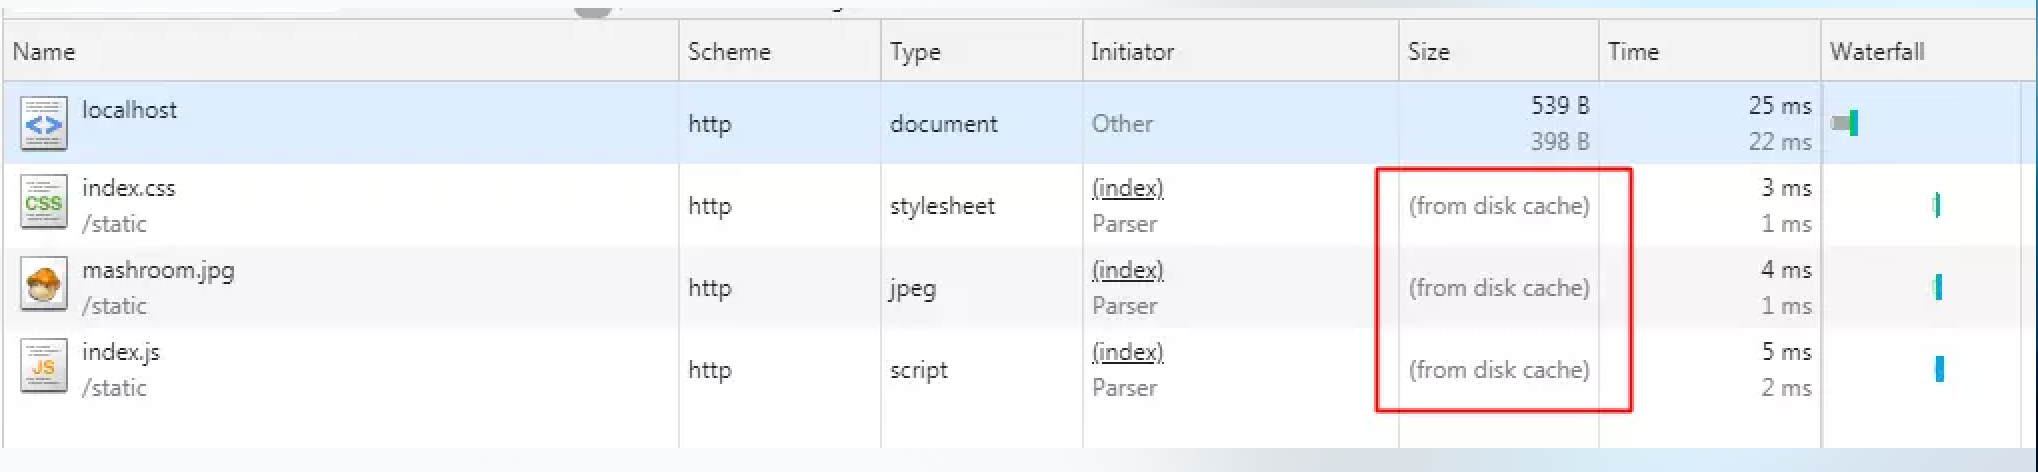 Name Scheme Type Initiator Size Time Waterfall
localhost
http document Other
539 B 25 ms
398 B 22 ms
index.css
/static
http stylesheet
(index)
Parser
(from disk cache)
3 ms
1 ms
mashroom.jpg
/static
http jpeg
(index)
Parser
(from disk cache)
4 ms
1 ms
index.js
/static
http script
(index)
Parser
(from disk cache)
5 ms
2 ms
CSS
JS